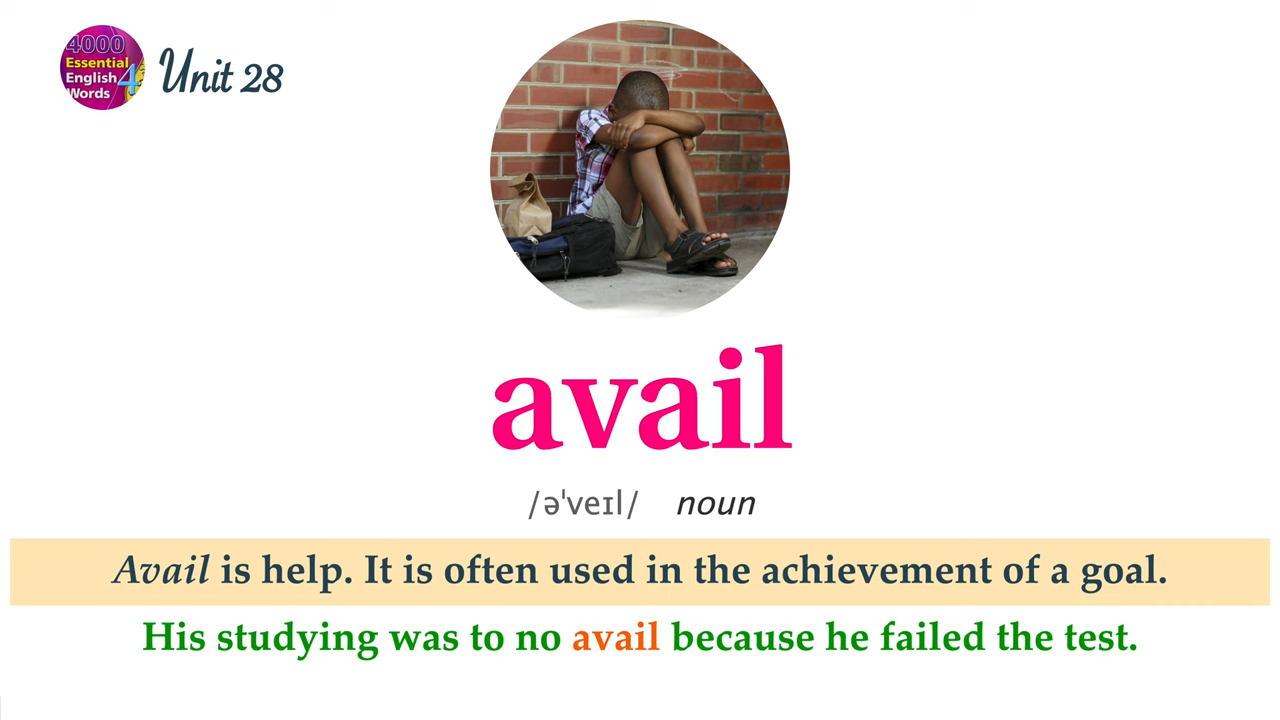 4000
Essential
English
Words
4
Unit 28
avail
/əˈveɪl/ noun
Avail is help. It is often used in the achievement of a goal.
His studying was to no avail because he failed the test.